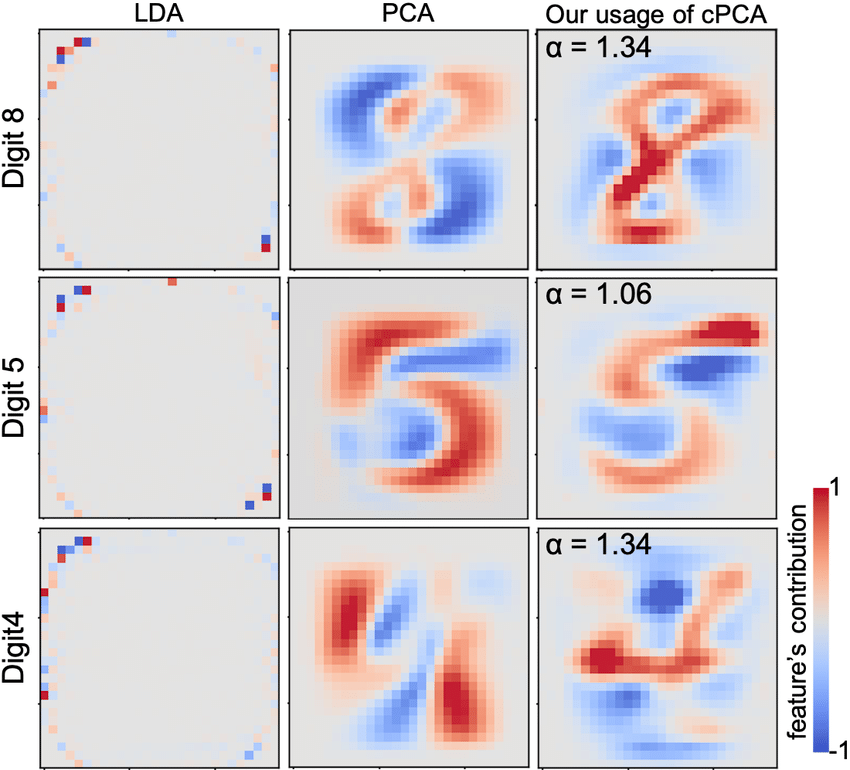 LDA
PCA
Our usage of cPCA
Digit 8
α = 1.34
Digit 5
α = 1.06
Digit4
α = 1.34
1
feature's contribution
-1